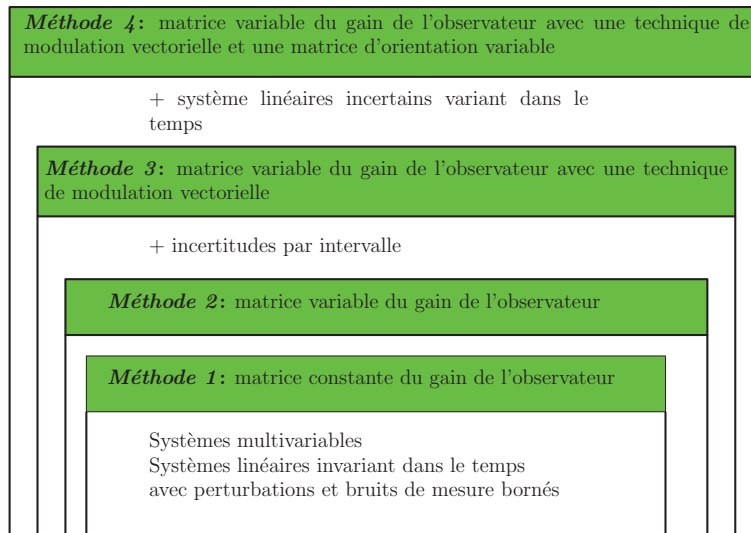 Méthode 4: matrice variable du gain de l'observateur avec une technique de
modulation vectorielle et une matrice d'orientation variable
+ système linéaires incertains variant dans le
temps
Méthode 3: matrice variable du gain de l'observateur avec une technique
de modulation vectorielle
+ incertitudes par intervalle
Méthode 2: matrice variable du gain de l'observateur
Méthode 1: matrice constante du gain de l'observateur
Systèmes multivariables
Systèmes linéaires invariant dans le temps
avec perturbations et bruits de mesure bornés